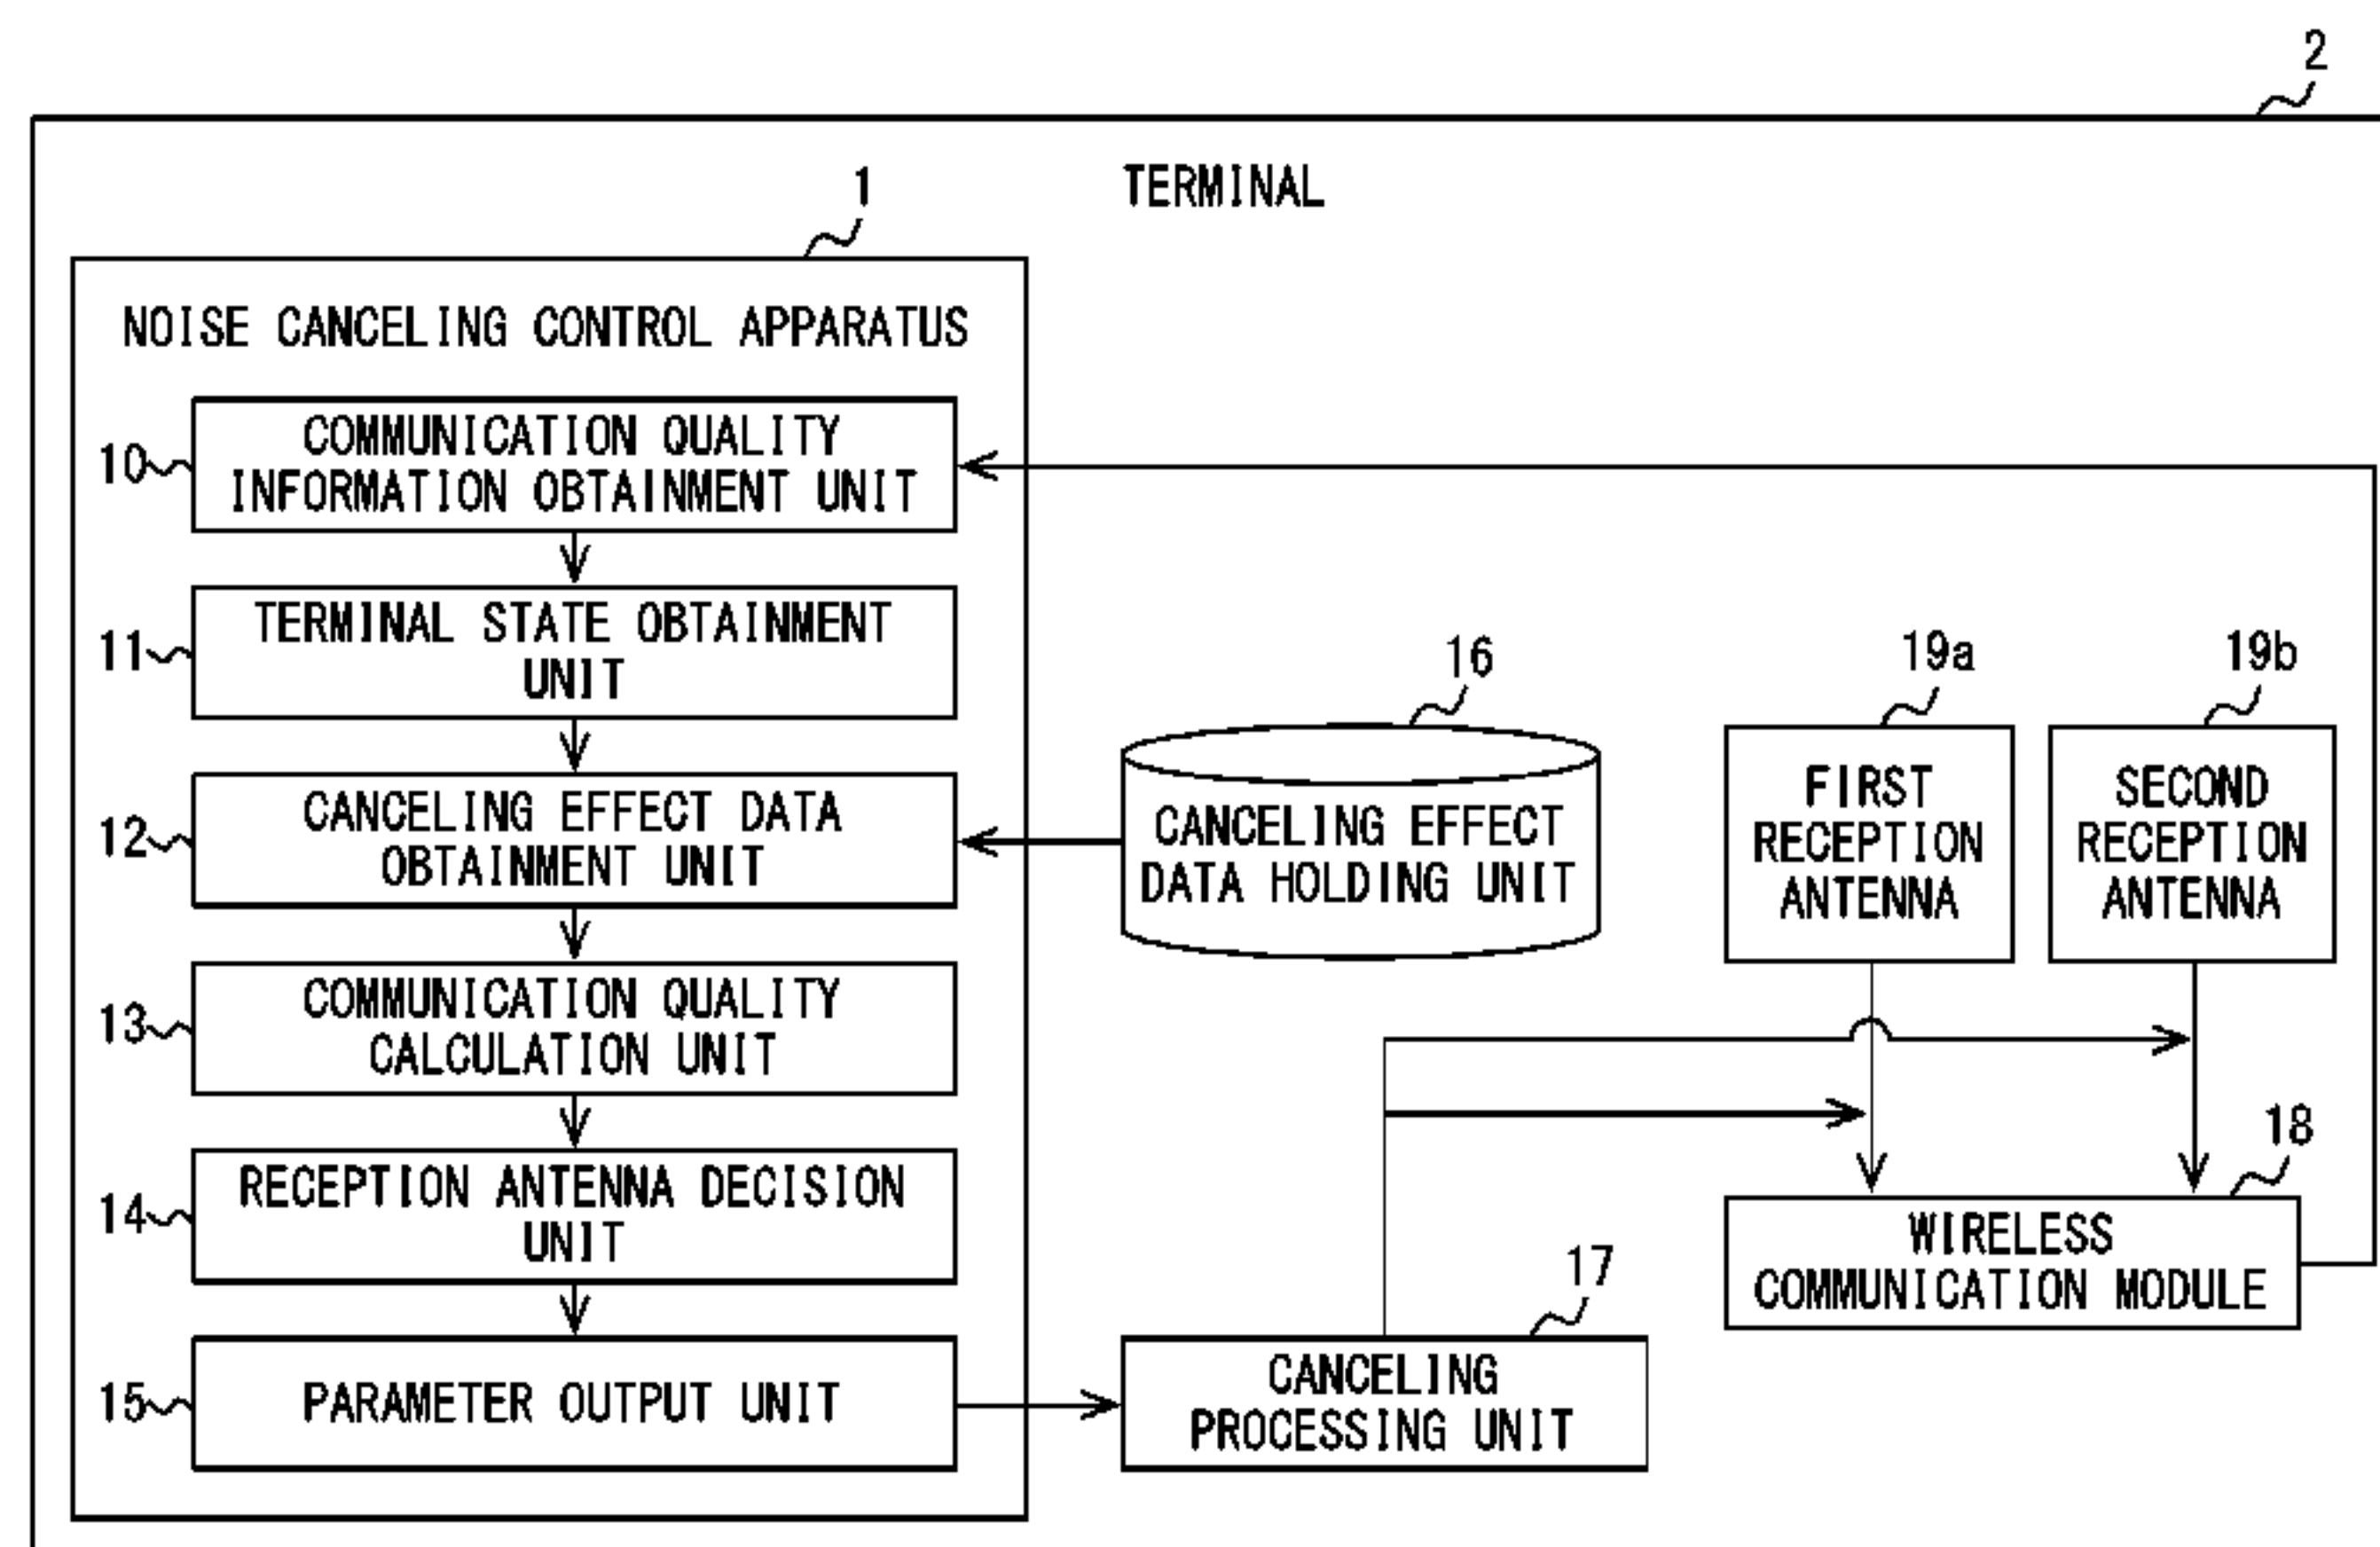 2
TERMINAL
1
NOISE CANCELING CONTROL APPARATUS
10
COMMUNICATION QUALITY
INFORMATION OBTAINMENT UNIT
11
TERMINAL STATE OBTAINMENT
UNIT
12
CANCELING EFFECT DATA
OBTAINMENT UNIT
13
COMMUNICATION QUALITY
CALCULATION UNIT
14
RECEPTION ANTENNA DECISION
UNIT
15
PARAMETER OUTPUT UNIT
16
CANCELING EFFECT
DATA HOLDING UNIT
17
CANCELING
PROCESSING UNIT
19a
FIRST
RECEPTION
ANTENNA
19b
SECOND
RECEPTION
ANTENNA
18
WIRELESS
COMMUNICATION MODULE